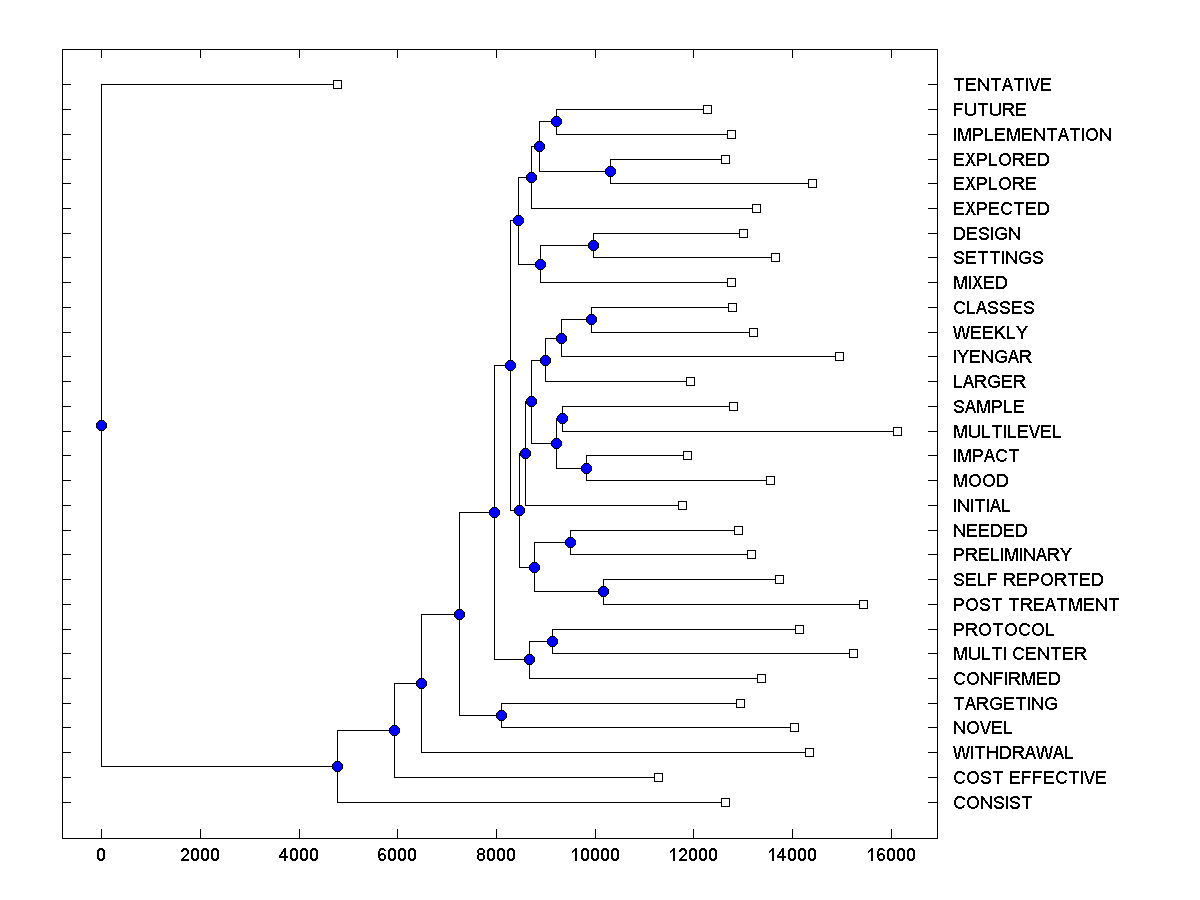 TENTATIVE
FUTURE
IMPLEMENTATION
EXPLORED
EXPLORE
EXPECTED
DESIGN
SETTINGS
MIXED
CLASSES
WEEKLY
IYENGAR
LARGER
SAMPLE
MULTILEVEL
IMPACT
MOOD
INITIAL
NEEDED
PRELIMINARY
SELF REPORTED
POST TREATMENT
PROTOCOL
MULTI CENTER
CONFIRMED
TARGETING
NOVEL
WITHDRAWAL
COST EFFECTIVE
CONSIST
0 2000 4000 6000 8000 10000 12000 14000 16000